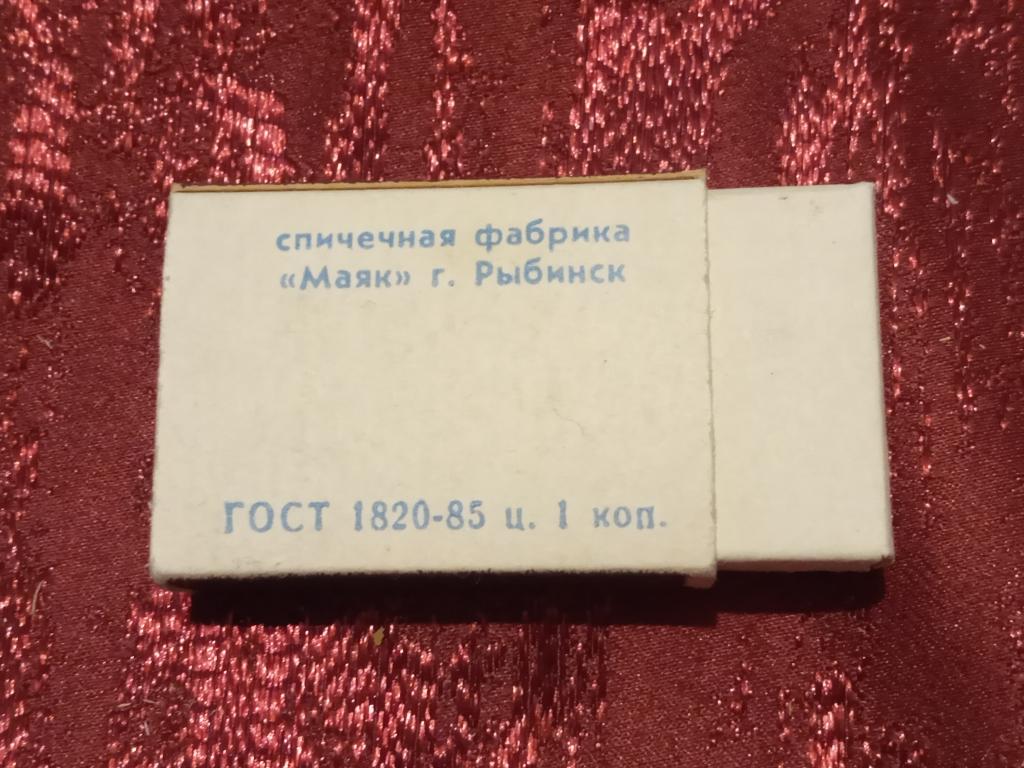 спичечная фабрика
«Маяк» г. Рыбинск
ГОСТ 1820-85 ц. 1 коп.